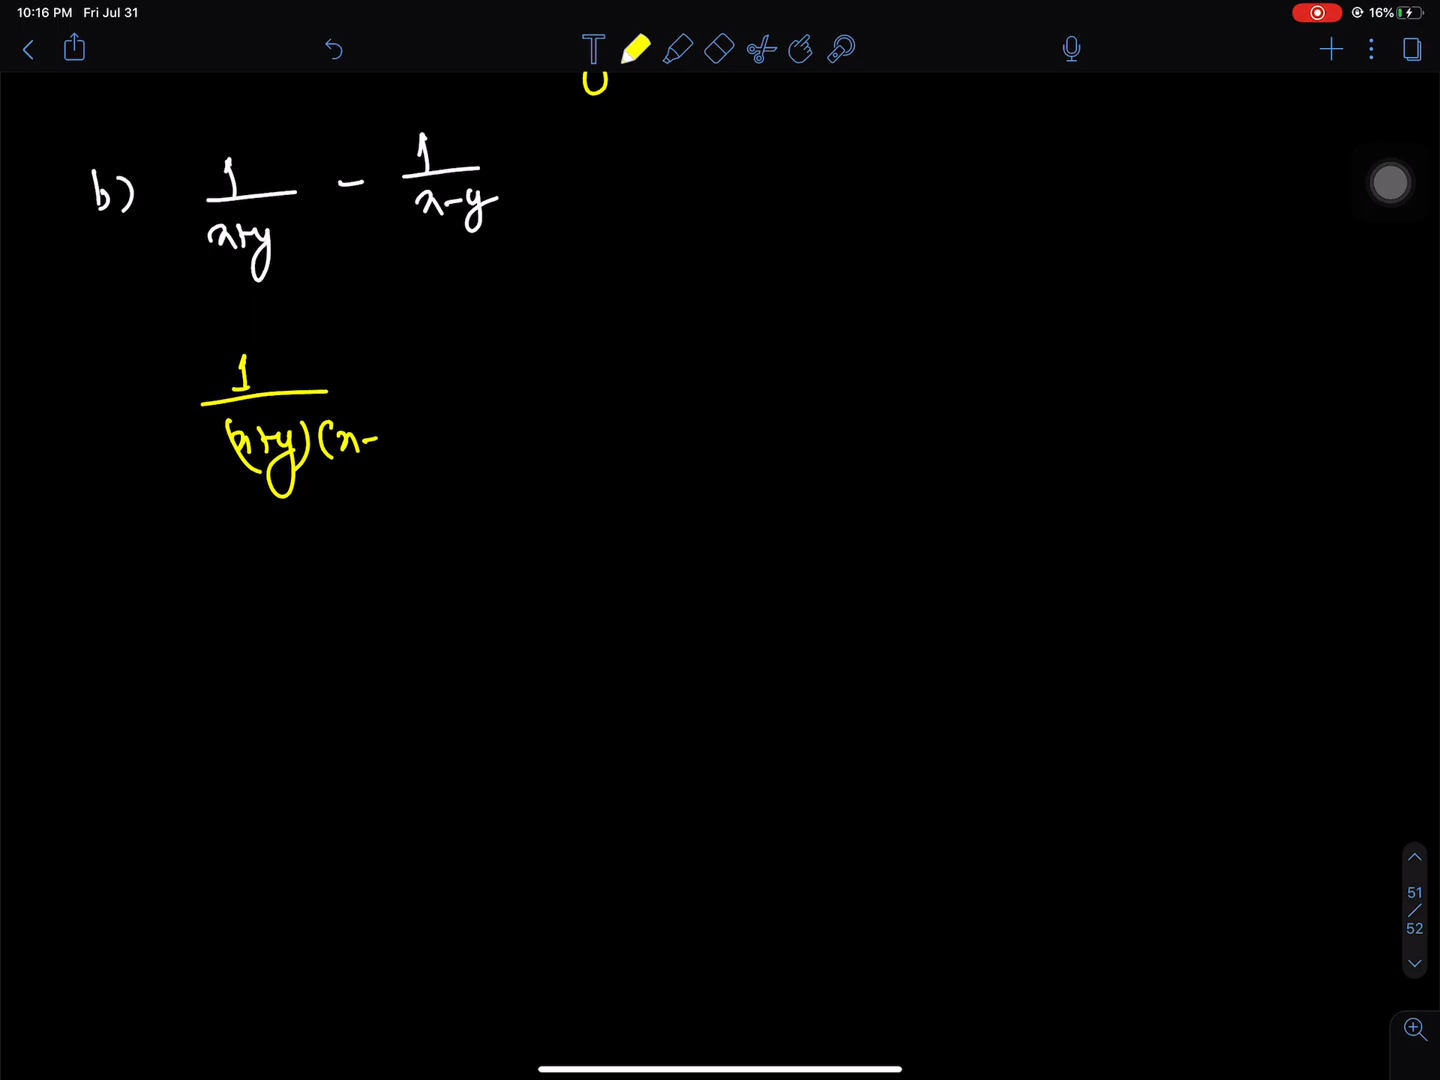 10:16 PM Fri Jul 31
16%
T
b) 1/(x+y) - 1/(x-y)
1/((x+y)(x-
51
/
52